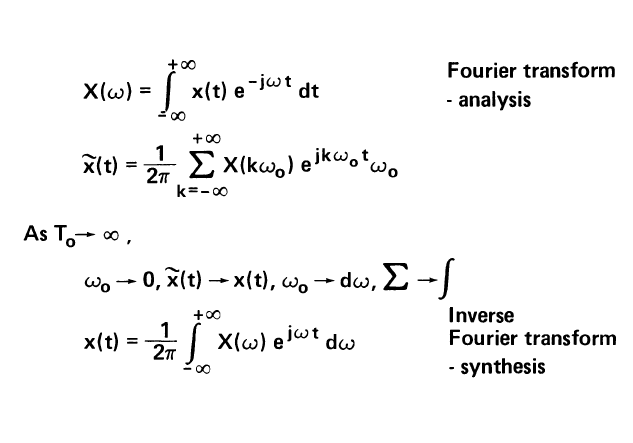 X(ω) = ∫_{-∞}^{+∞} x(t) e^{-jωt} dt
Fourier transform
- analysis
x̃(t) = 1/2π ∑_{k=-∞}^{+∞} X(kω₀) e^{jkω₀t} ω₀
As T₀→ ∞ ,
ω₀ → 0, x̃(t) → x(t), ω₀ → dω, ∑ → ∫
x(t) = 1/2π ∫_{-∞}^{+∞} X(ω) e^{jωt} dω
Inverse
Fourier transform
- synthesis